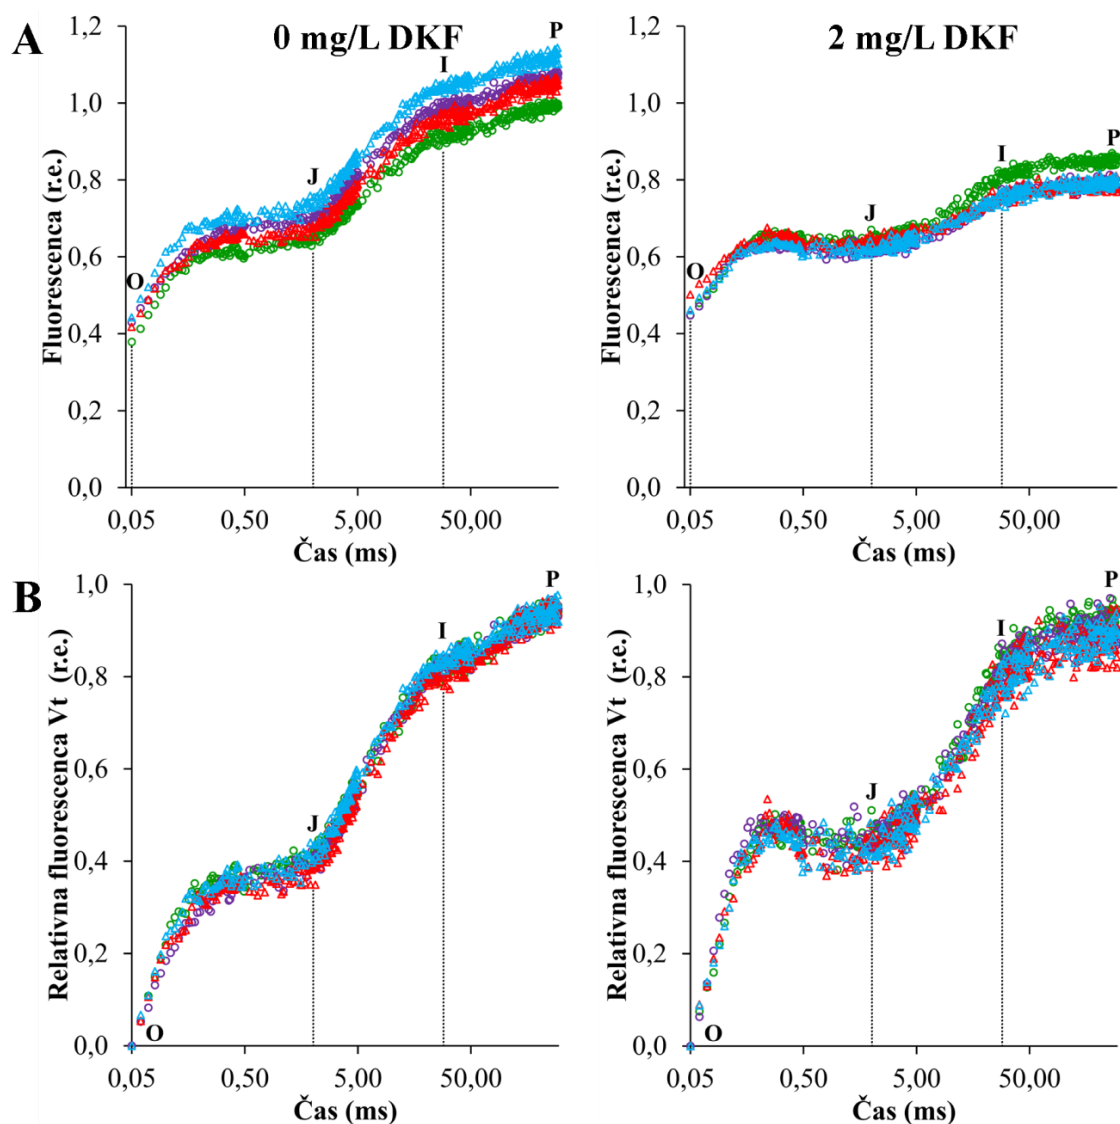 A
0 mg/L DKF
2 mg/L DKF
Fluorescenca (r.e.)
1,2
1,0
0,8
0,6
0,4
0,2
0,0
O
J
I
P
0,05
0,50
5,00
50,00
Čas (ms)
Fluorescenca (r.e.)
1,2
1,0
0,8
0,6
0,4
0,2
0,0
O
J
I
P
0,05
0,50
5,00
50,00
Čas (ms)
B
Relativna fluorescenca Vt (r.e.)
1,0
0,8
0,6
0,4
0,2
0,0
O
J
I
P
0,05
0,50
5,00
50,00
Čas (ms)
Relativna fluorescenca Vt (r.e.)
1,0
0,8
0,6
0,4
0,2
0,0
O
J
I
P
0,05
0,50
5,00
50,00
Čas (ms)